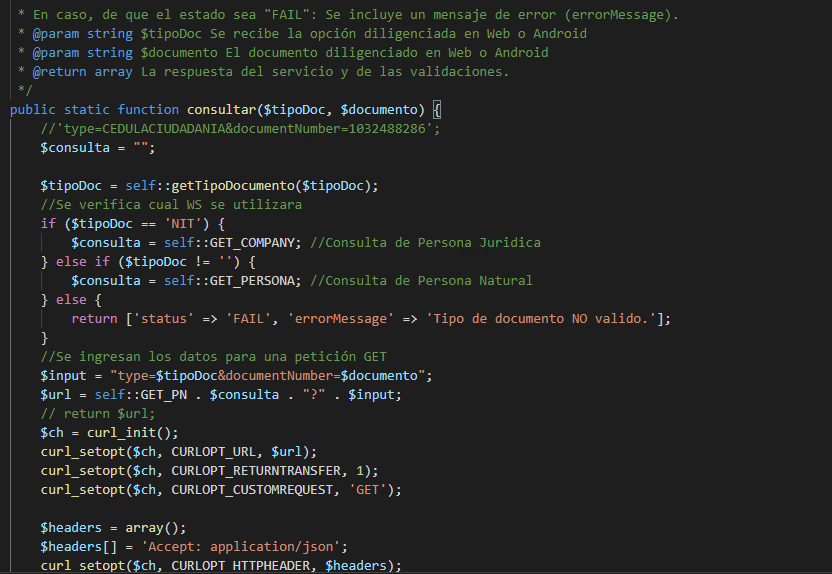 * En caso, de que el estado sea "FAIL": Se incluye un mensaje de error (errorMessage).
* @param string $tipoDoc Se recibe la opción diligenciada en Web o Android
* @param string $documento El documento diligenciado en Web o Android
* @return array La respuesta del servicio y de las validaciones.
*/
public static function consultar($tipoDoc, $documento) {
//'type=CEDULACIUDADANIA&documentNumber=1032488286';
$consulta = "";
$tipoDoc = self::getTipoDocumento($tipoDoc);
//Se verifica cual WS se utilizara
if ($tipoDoc == 'NIT') {
$consulta = self::GET_COMPANY; //Consulta de Persona Juridica
} else if ($tipoDoc != '') {
$consulta = self::GET_PERSONA; //Consulta de Persona Natural
} else {
return ['status' => 'FAIL', 'errorMessage' => 'Tipo de documento NO valido.'];
}
//Se ingresan los datos para una petición GET
$input = "type=$tipoDoc&documentNumber=$documento";
$url = self::GET_PN . $consulta . "?" . $input;
// return $url;
$ch = curl_init();
curl_setopt($ch, CURLOPT_URL, $url);
curl_setopt($ch, CURLOPT_RETURNTRANSFER, 1);
curl_setopt($ch, CURLOPT_CUSTOMREQUEST, 'GET');
$headers = array();
$headers[] = 'Accept: application/json';
curl_setopt($ch, CURLOPT_HTTPHEADER, $headers);